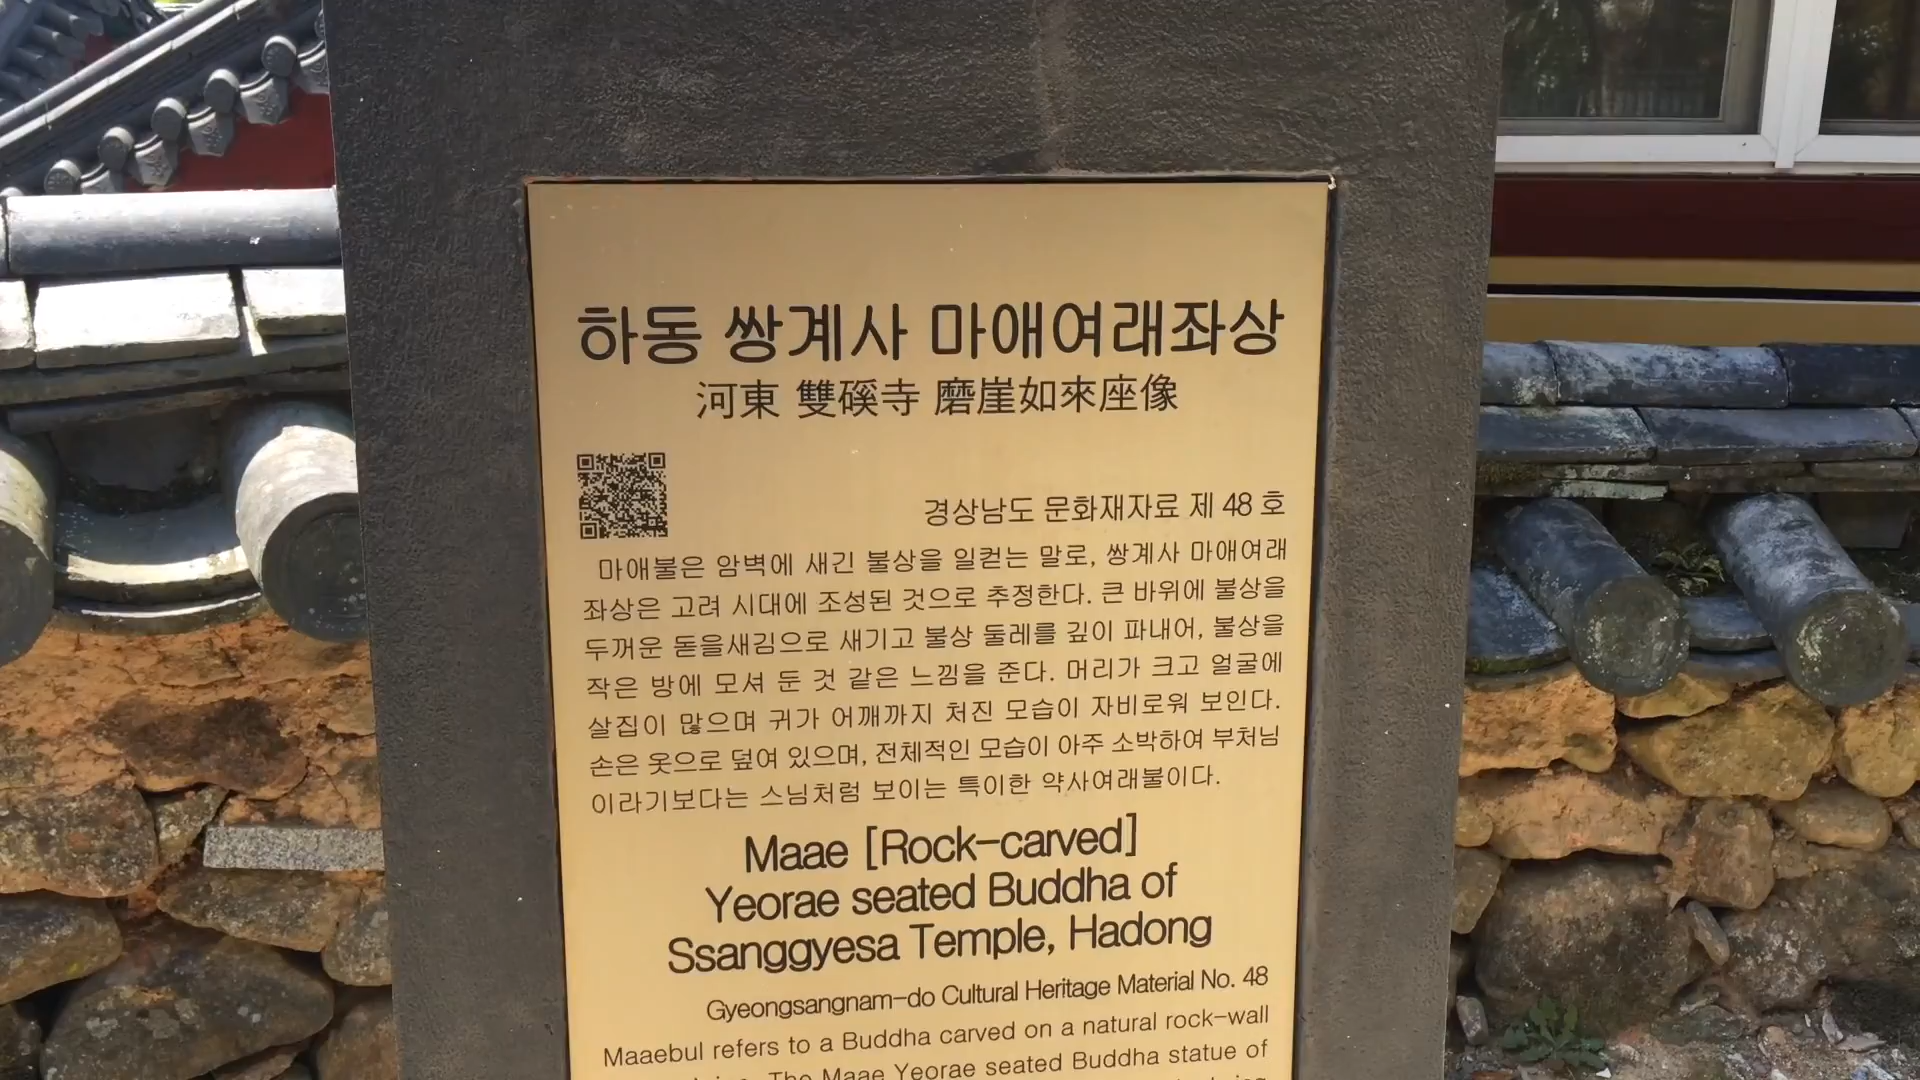 하동 쌍계사 마애여래좌상
河東 雙磎寺 磨崖如來座像
경상남도 문화재자료 제 48 호
마애불은 암벽에 새긴 불상을 일컫는 말로, 쌍계사 마애여래
좌상은 고려 시대에 조성된 것으로 추정한다. 큰 바위에 불상을
두꺼운 돋을새김으로 새기고 불상 둘레를 깊이 파내어, 불상을
작은 방에 모셔 둔 것 같은 느낌을 준다. 머리가 크고 얼굴에
살집이 많으며 귀가 어깨까지 처진 모습이 자비로워 보인다.
손은 옷으로 덮여 있으며, 전체적인 모습이 아주 소박하여 부처님
이라기보다는 스님처럼 보이는 특이한 약사여래불이다.
Maae [Rock-carved]
Yeorae seated Buddha of
Ssanggyesa Temple, Hadong
Gyeongsangnam-do Cultural Heritage Material No. 48
Maaebul refers to a Buddha carved on a natural rock-wall
The Maae Yeorae seated Buddha statue of